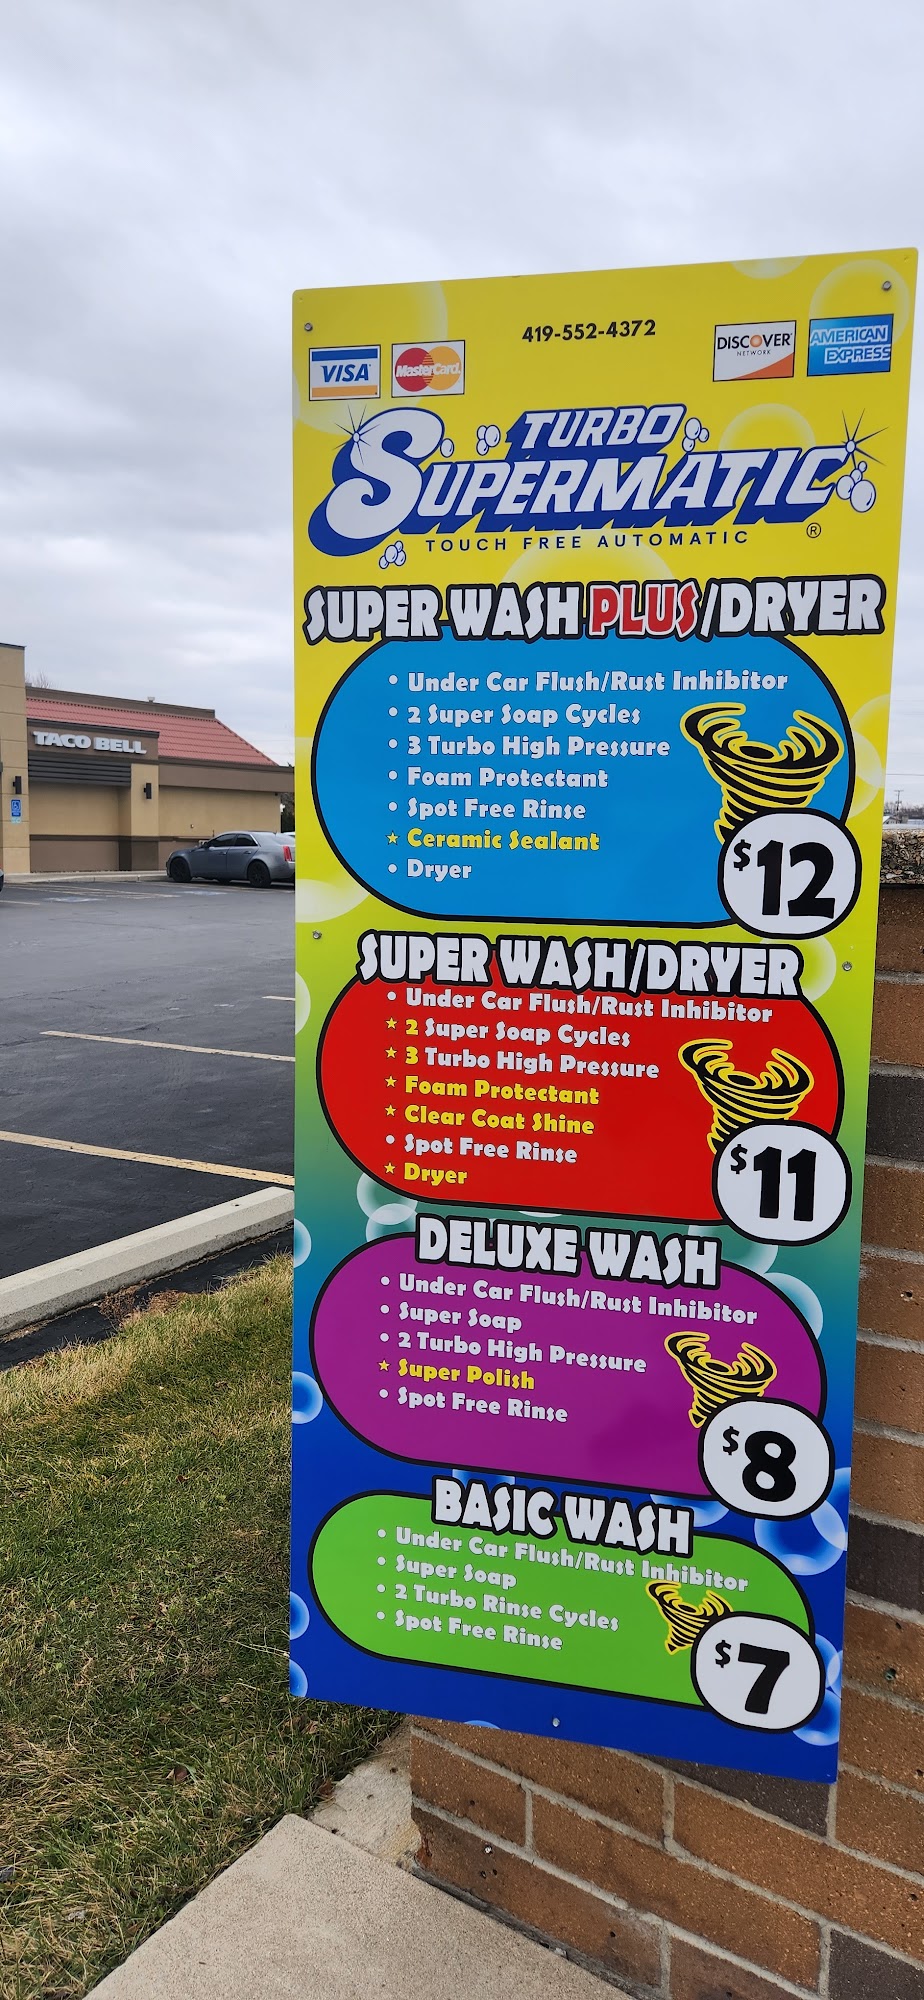 419-552-4372
VISA
MasterCard.
DISCOVER
NETWORK
AMERICAN
EXPRESS
TURBO
SUPERMATIC
®
TOUCH FREE AUTOMATIC
SUPER WASH PLUS/DRYER
• Under Car Flush/Rust Inhibitor
• 2 Super Soap Cycles
• 3 Turbo High Pressure
• Foam Protectant
• Spot Free Rinse
★ Ceramic Sealant
• Dryer
$12
SUPER WASH/DRYER
• Under Car Flush/Rust Inhibitor
★ 2 Super Soap Cycles
★ 3 Turbo High Pressure
★ Foam Protectant
★ Clear Coat Shine
• Spot Free Rinse
★ Dryer
$11
DELUXE WASH
• Under Car Flush/Rust Inhibitor
• Super Soap
• 2 Turbo High Pressure
★ Super Polish
• Spot Free Rinse
$8
BASIC WASH
• Under Car Flush/Rust Inhibitor
• Super Soap
• 2 Turbo Rinse Cycles
• Spot Free Rinse
$7
TACO BELL